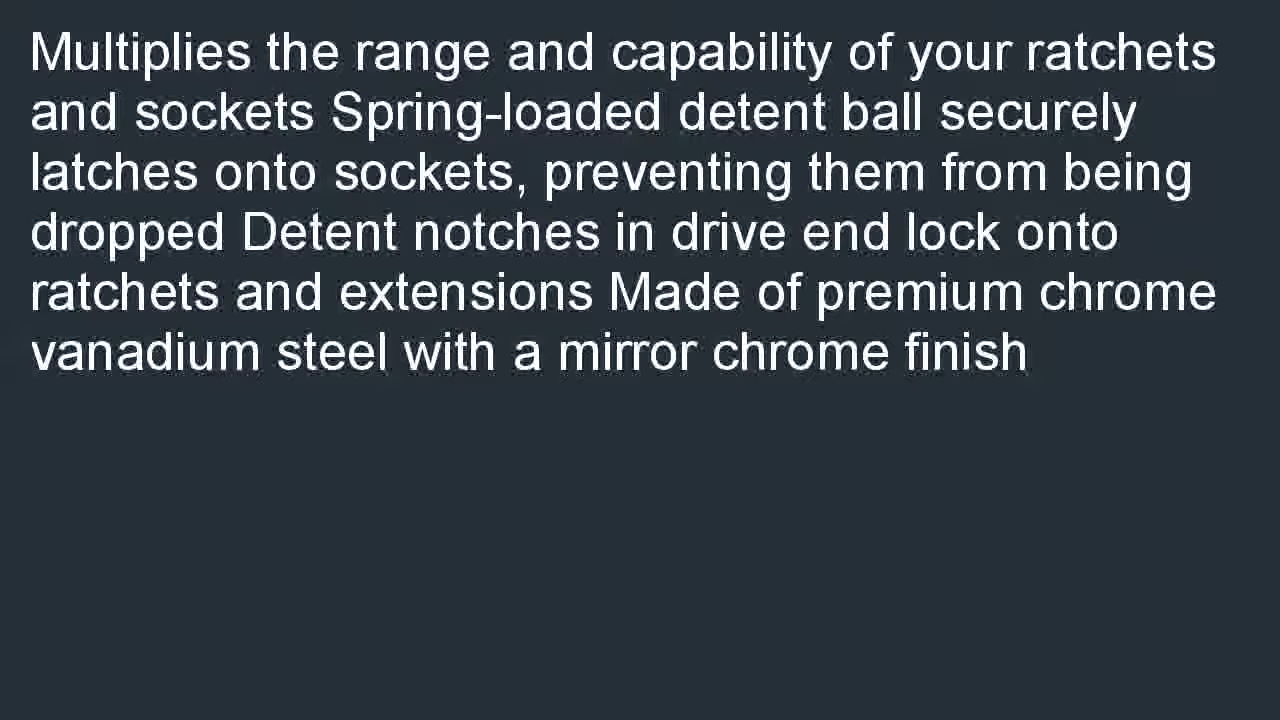 Multiplies the range and capability of your ratchets
and sockets Spring-loaded detent ball securely
latches onto sockets, preventing them from being
dropped Detent notches in drive end lock onto
ratchets and extensions Made of premium chrome
vanadium steel with a mirror chrome finish